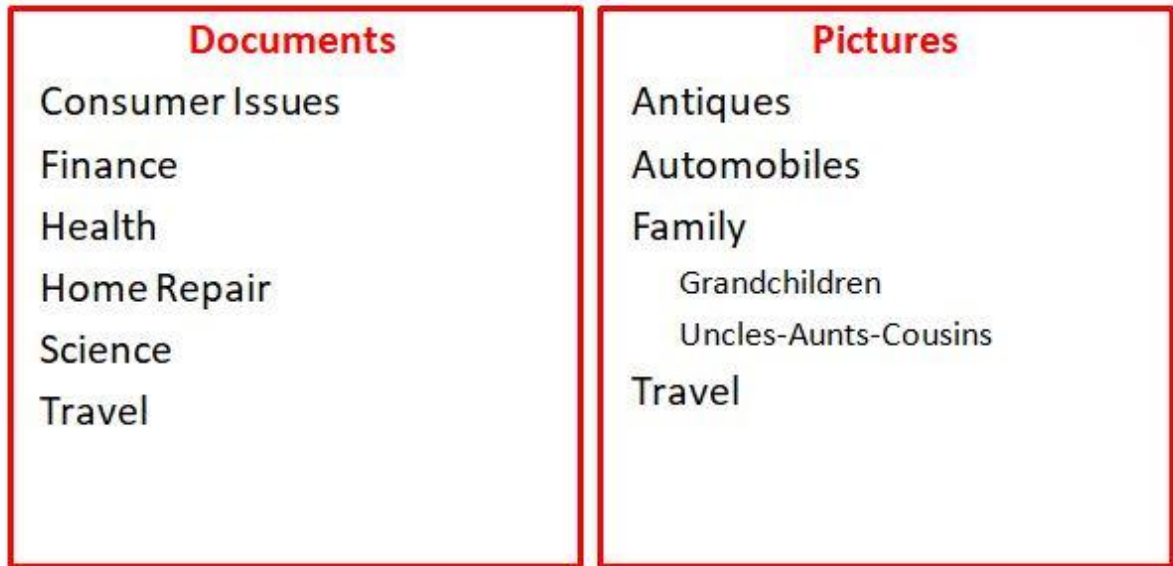 Documents
Consumer Issues
Finance
Health
Home Repair
Science
Travel
Pictures
Antiques
Automobiles
Family
Grandchildren
Uncles-Aunts-Cousins
Travel